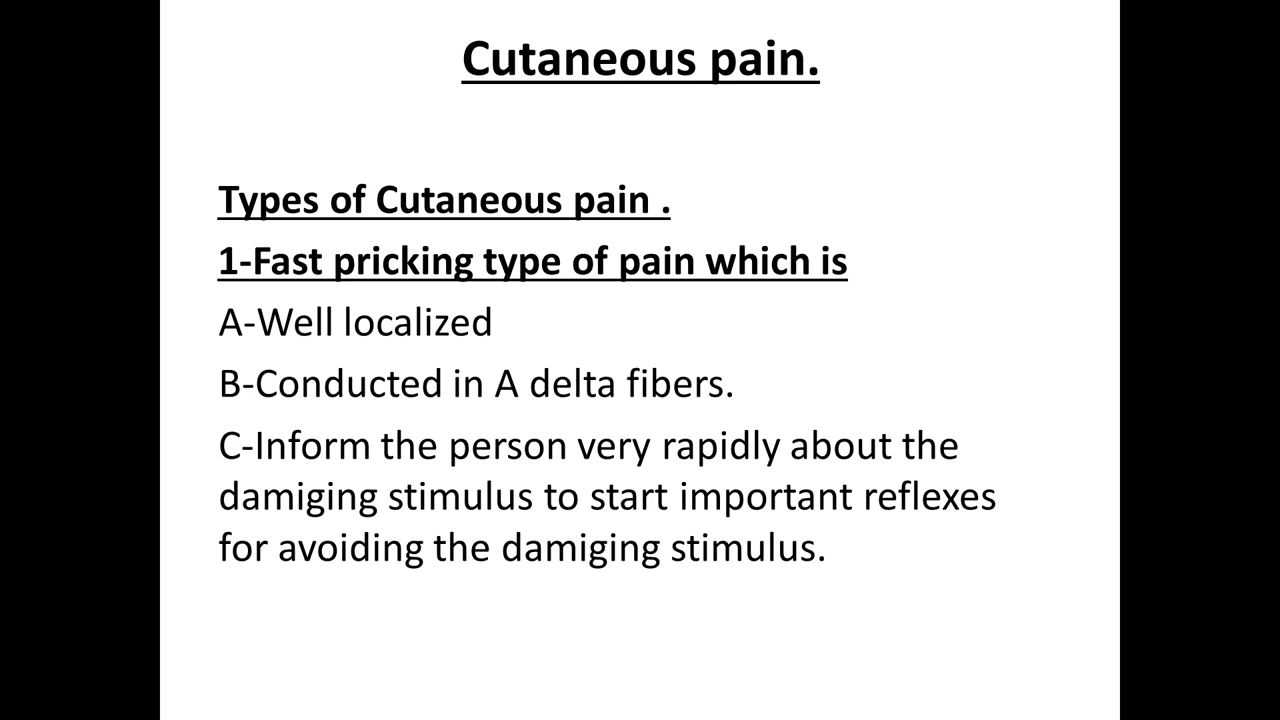 Cutaneous pain.
Types of Cutaneous pain .
1-Fast pricking type of pain which is
A-Well localized
B-Conducted in A delta fibers.
C-Inform the person very rapidly about the
damiging stimulus to start important reflexes
for avoiding the damiging stimulus.